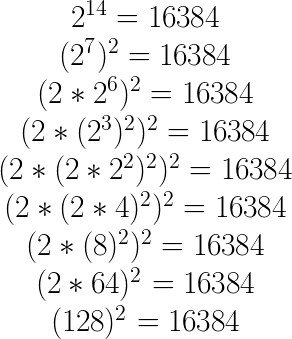 2^14 = 16384
(2^7)^2 = 16384
(2 * 2^6)^2 = 16384
(2 * (2^3)^2)^2 = 16384
(2 * (2 * 2^2)^2)^2 = 16384
(2 * (2 * 4)^2)^2 = 16384
(2 * (8)^2)^2 = 16384
(2 * 64)^2 = 16384
(128)^2 = 16384